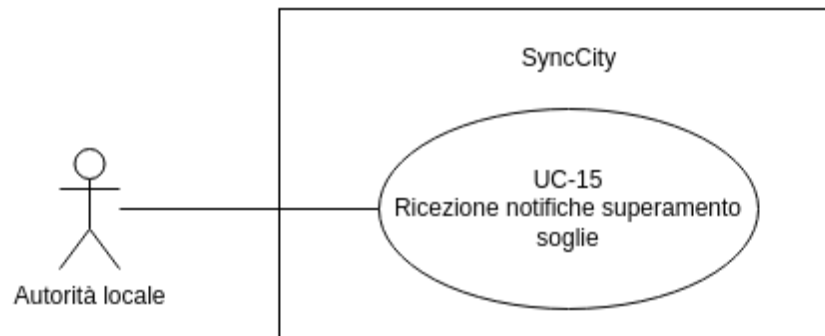 SyncCity
UC-15
Ricezione notifiche superamento
soglie
Autorità locale